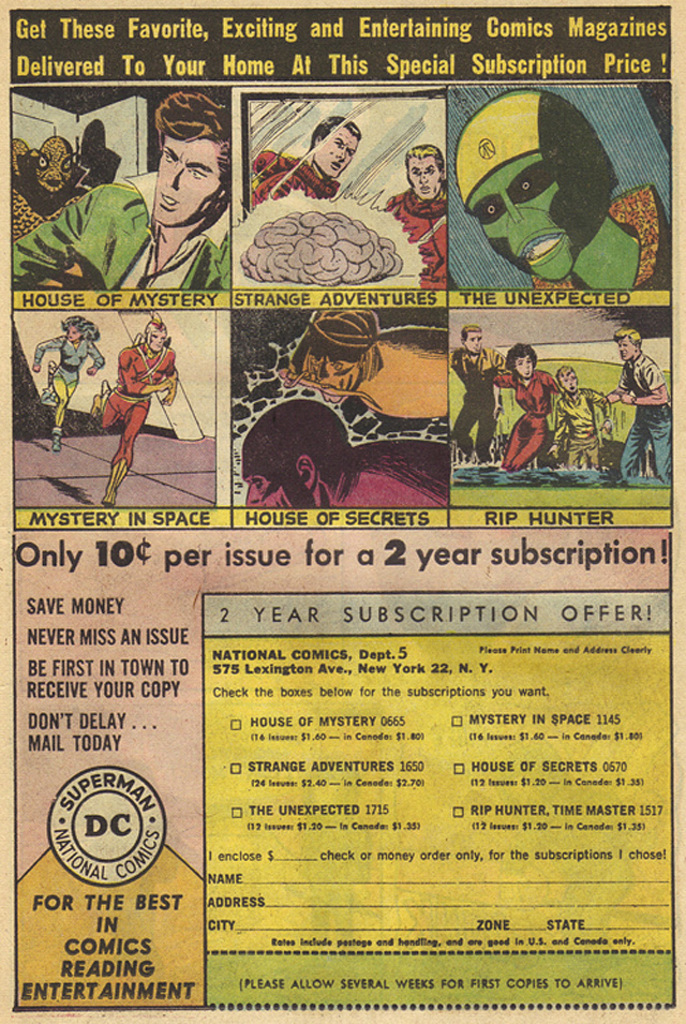 Get These Favorite, Exciting and Entertaining Comics Magazines
Delivered To Your Home At This Special Subscription Price !
HOUSE OF MYSTERY
STRANGE ADVENTURES
THE UNEXPECTED
MYSTERY IN SPACE
HOUSE OF SECRETS
RIP HUNTER
Only 10¢ per issue for a 2 year subscription!
SAVE MONEY
NEVER MISS AN ISSUE
BE FIRST IN TOWN TO
RECEIVE YOUR COPY
DON'T DELAY . . .
MAIL TODAY
SUPERMAN
DC
NATIONAL COMICS
FOR THE BEST
IN
COMICS
READING
ENTERTAINMENT
2 YEAR SUBSCRIPTION OFFER!
NATIONAL COMICS, Dept. 5
Please Print Name and Address Clearly
575 Lexington Ave., New York 22, N. Y.
Check the boxes below for the subscriptions you want.
HOUSE OF MYSTERY 0665
(16 Issues: $1.60 — in Canada: $1.80)
MYSTERY IN SPACE 1145
(16 Issues: $1.60 — in Canada: $1.80)
STRANGE ADVENTURES 1650
(24 Issues: $2.40 — in Canada: $2.70)
HOUSE OF SECRETS 0670
(12 Issues: $1.20 — in Canada: $1.35)
THE UNEXPECTED 1715
(12 Issues: $1.20 — in Canada: $1.35)
RIP HUNTER, TIME MASTER 1517
(12 Issues: $1.20 — in Canada: $1.35)
I enclose $______ check or money order only, for the subscriptions I chose!
NAME
ADDRESS
CITY ZONE STATE
Rates include postage and handling, and are good in U.S. and Canada only.
(PLEASE ALLOW SEVERAL WEEKS FOR FIRST COPIES TO ARRIVE)